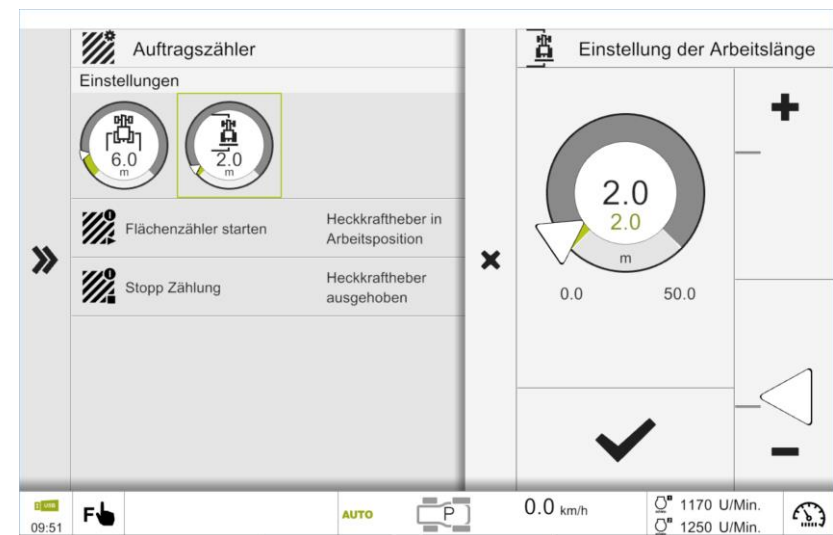 Auftragszähler
Einstellungen
6.0
m
2.0
m
Flächenzähler starten
Heckkraftheber in
Arbeitsposition
Stopp Zählung
Heckkraftheber
ausgehoben
Einstellung der Arbeitslänge
2.0
2.0
m
0.0 50.0
09:51
F
AUTO
P
0.0 km/h
1170 U/Min.
1250 U/Min.